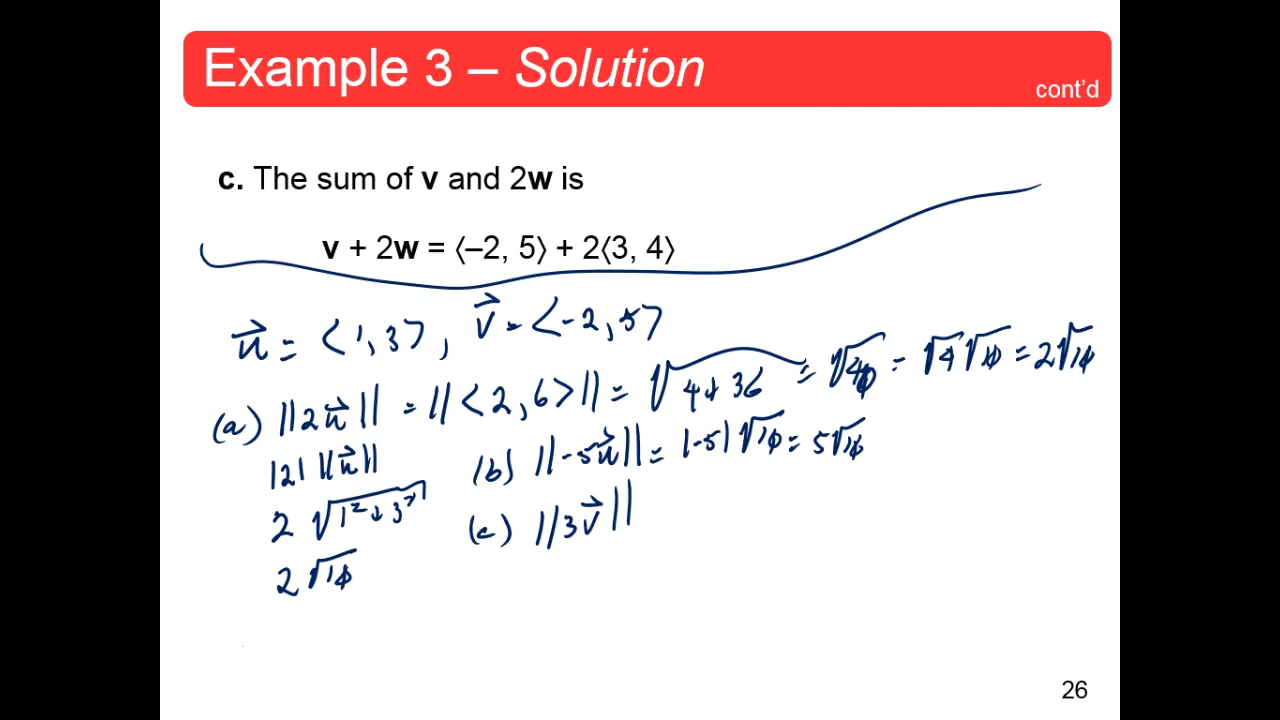 Example 3 – Solution
cont'd
c. The sum of v and 2w is
v + 2w = ⟨–2, 5⟩ + 2⟨3, 4⟩
u⃗ = <1,3>, v⃗ = <-2,5>
(a) ||2u⃗|| = ||<2,6>|| = √(4+36) = √40 = √4 √10 = 2√10
|2| ||u⃗||
2 √(1²+3²)
2√10
(b) ||-5u⃗|| = |-5| √10 = 5√10
(c) ||3v⃗||
26